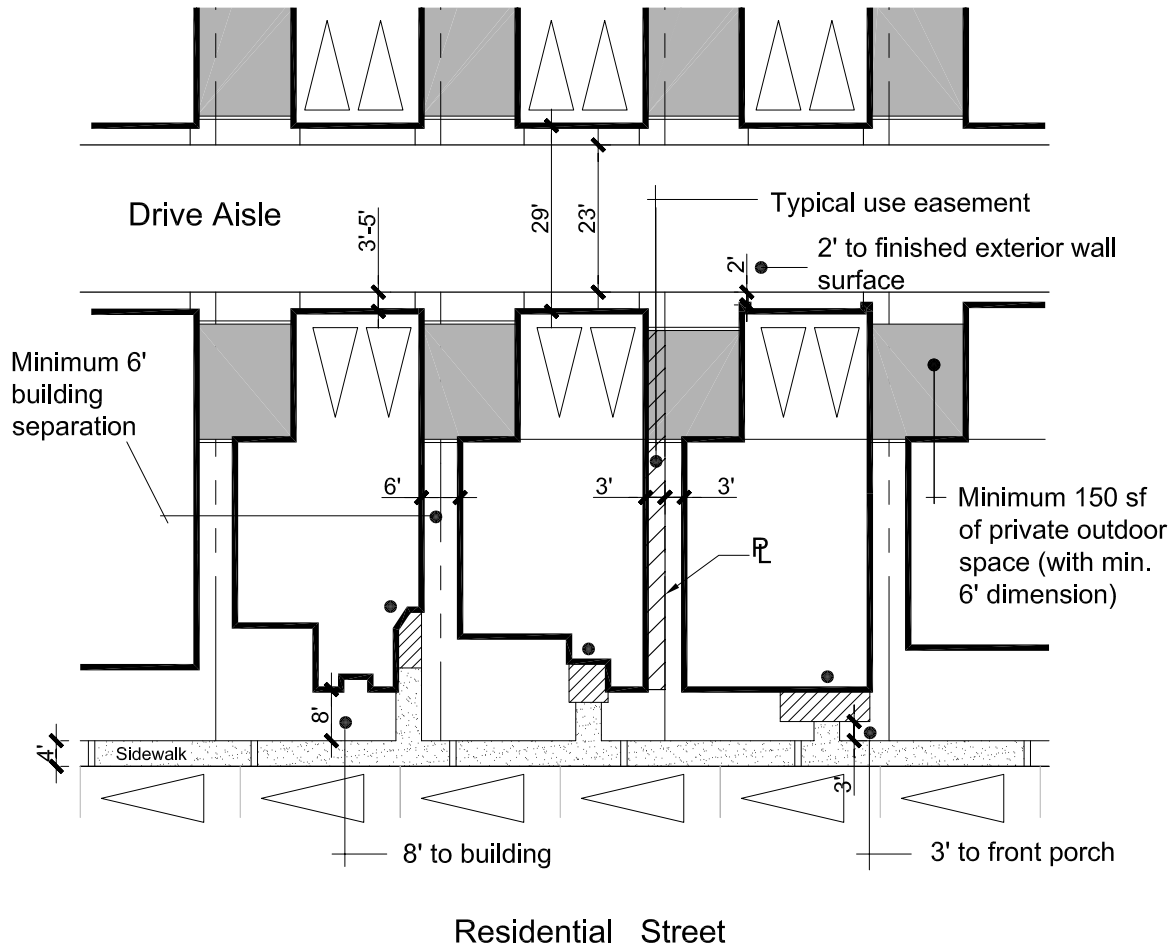 Drive Aisle
3'-5'
29'
23'
Typical use easement
2'
2' to finished exterior wall
surface
Minimum 6'
building
separation
6'
3'
3'
PL
Minimum 150 sf
of private outdoor
space (with min.
6' dimension)
8'
4'
Sidewalk
3'
8' to building
3' to front porch
Residential Street